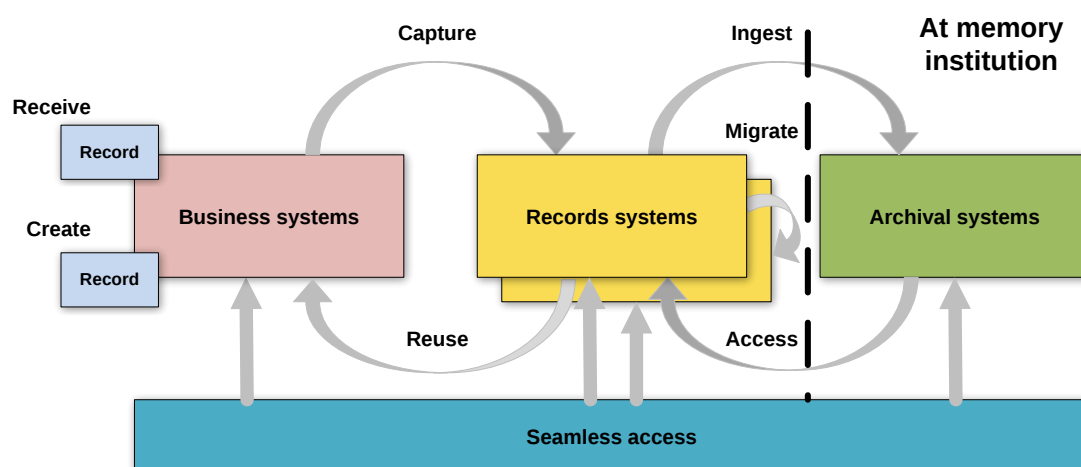 Capture
Ingest
At memory
institution
Receive
Record
Migrate
Business systems
Records systems
Archival systems
Create
Record
Reuse
Access
Seamless access